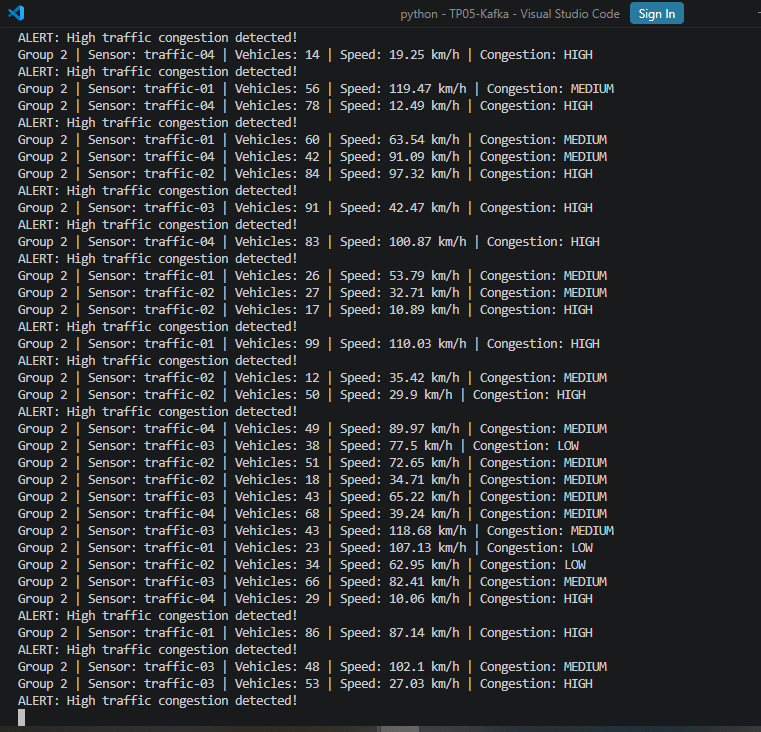 python - TP05-Kafka - Visual Studio Code Sign In
ALERT: High traffic congestion detected!
Group 2 | Sensor: traffic-04 | Vehicles: 14 | Speed: 19.25 km/h | Congestion: HIGH
ALERT: High traffic congestion detected!
Group 2 | Sensor: traffic-01 | Vehicles: 56 | Speed: 119.47 km/h | Congestion: MEDIUM
Group 2 | Sensor: traffic-04 | Vehicles: 78 | Speed: 12.49 km/h | Congestion: HIGH
ALERT: High traffic congestion detected!
Group 2 | Sensor: traffic-01 | Vehicles: 60 | Speed: 63.54 km/h | Congestion: MEDIUM
Group 2 | Sensor: traffic-04 | Vehicles: 42 | Speed: 91.09 km/h | Congestion: MEDIUM
Group 2 | Sensor: traffic-02 | Vehicles: 84 | Speed: 97.32 km/h | Congestion: HIGH
ALERT: High traffic congestion detected!
Group 2 | Sensor: traffic-03 | Vehicles: 91 | Speed: 42.47 km/h | Congestion: HIGH
ALERT: High traffic congestion detected!
Group 2 | Sensor: traffic-04 | Vehicles: 83 | Speed: 100.87 km/h | Congestion: HIGH
ALERT: High traffic congestion detected!
Group 2 | Sensor: traffic-01 | Vehicles: 26 | Speed: 53.79 km/h | Congestion: MEDIUM
Group 2 | Sensor: traffic-02 | Vehicles: 27 | Speed: 32.71 km/h | Congestion: MEDIUM
Group 2 | Sensor: traffic-02 | Vehicles: 17 | Speed: 10.89 km/h | Congestion: HIGH
ALERT: High traffic congestion detected!
Group 2 | Sensor: traffic-01 | Vehicles: 99 | Speed: 110.03 km/h | Congestion: HIGH
ALERT: High traffic congestion detected!
Group 2 | Sensor: traffic-02 | Vehicles: 12 | Speed: 35.42 km/h | Congestion: MEDIUM
Group 2 | Sensor: traffic-02 | Vehicles: 50 | Speed: 29.9 km/h | Congestion: HIGH
ALERT: High traffic congestion detected!
Group 2 | Sensor: traffic-04 | Vehicles: 49 | Speed: 89.97 km/h | Congestion: MEDIUM
Group 2 | Sensor: traffic-03 | Vehicles: 38 | Speed: 77.5 km/h | Congestion: LOW
Group 2 | Sensor: traffic-02 | Vehicles: 51 | Speed: 72.65 km/h | Congestion: MEDIUM
Group 2 | Sensor: traffic-02 | Vehicles: 18 | Speed: 34.71 km/h | Congestion: MEDIUM
Group 2 | Sensor: traffic-03 | Vehicles: 43 | Speed: 65.22 km/h | Congestion: MEDIUM
Group 2 | Sensor: traffic-04 | Vehicles: 68 | Speed: 39.24 km/h | Congestion: MEDIUM
Group 2 | Sensor: traffic-03 | Vehicles: 43 | Speed: 118.68 km/h | Congestion: MEDIUM
Group 2 | Sensor: traffic-01 | Vehicles: 23 | Speed: 107.13 km/h | Congestion: LOW
Group 2 | Sensor: traffic-02 | Vehicles: 34 | Speed: 62.95 km/h | Congestion: LOW
Group 2 | Sensor: traffic-03 | Vehicles: 66 | Speed: 82.41 km/h | Congestion: MEDIUM
Group 2 | Sensor: traffic-04 | Vehicles: 29 | Speed: 10.06 km/h | Congestion: HIGH
ALERT: High traffic congestion detected!
Group 2 | Sensor: traffic-01 | Vehicles: 86 | Speed: 87.14 km/h | Congestion: HIGH
ALERT: High traffic congestion detected!
Group 2 | Sensor: traffic-03 | Vehicles: 48 | Speed: 102.1 km/h | Congestion: MEDIUM
Group 2 | Sensor: traffic-03 | Vehicles: 53 | Speed: 27.03 km/h | Congestion: HIGH
ALERT: High traffic congestion detected!